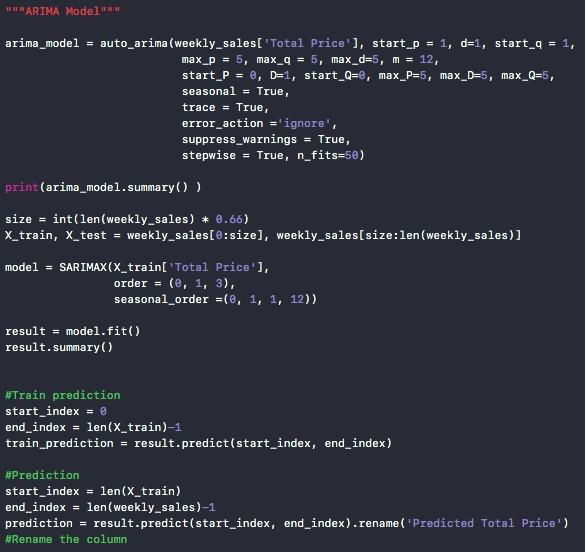 """ARIMA Model"""
arima_model = auto_arima(weekly_sales['Total Price'], start_p = 1, d=1, start_q = 1,
max_p = 5, max_q = 5, max_d=5, m = 12,
start_P = 0, D=1, start_Q=0, max_P=5, max_D=5, max_Q=5,
seasonal = True,
trace = True,
error_action ='ignore',
suppress_warnings = True,
stepwise = True, n_fits=50)
print(arima_model.summary() )
size = int(len(weekly_sales) * 0.66)
X_train, X_test = weekly_sales[0:size], weekly_sales[size:len(weekly_sales)]
model = SARIMAX(X_train['Total Price'],
order = (0, 1, 3),
seasonal_order =(0, 1, 1, 12))
result = model.fit()
result.summary()
#Train prediction
start_index = 0
end_index = len(X_train)-1
train_prediction = result.predict(start_index, end_index)
#Prediction
start_index = len(X_train)
end_index = len(weekly_sales)-1
prediction = result.predict(start_index, end_index).rename('Predicted Total Price')
#Rename the column